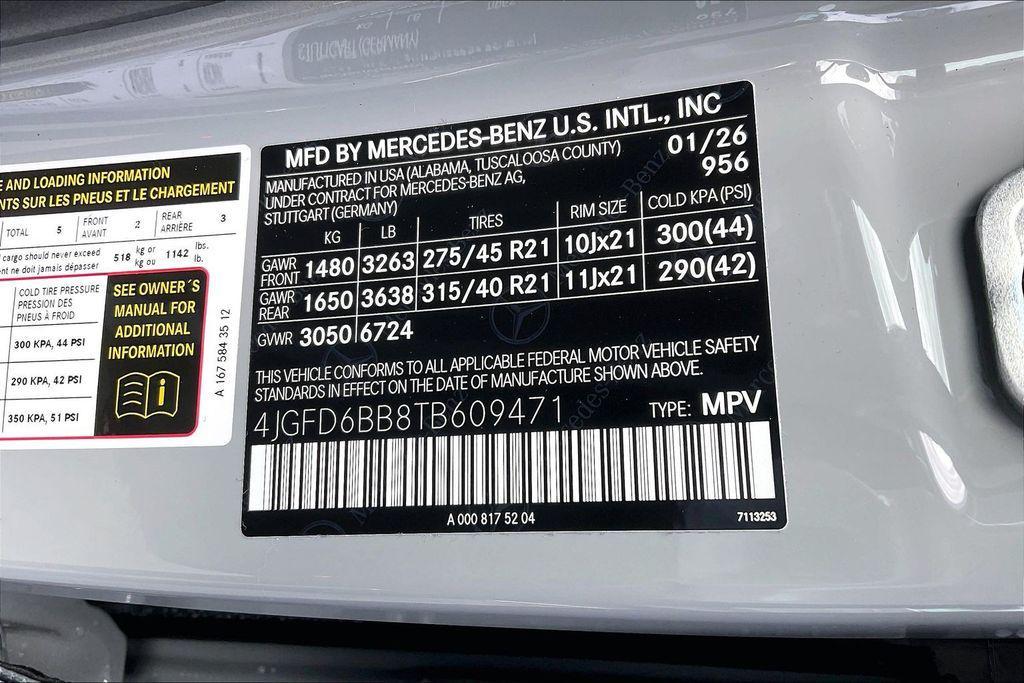 E AND LOADING INFORMATION
NTS SUR LES PNEUS ET LE CHARGEMENT
TOTAL 5 FRONT AVANT 2 REAR ARRIÈRE 3
cargo should never exceed 518 kg or 1142 lbs.
ent ne doit jamais dépasser kg ou lb.
COLD TIRE PRESSURE
PRESSION DES
PNEUS À FROID
300 KPA, 44 PSI
290 KPA, 42 PSI
350 KPA, 51 PSI
SEE OWNER´S
MANUAL FOR
ADDITIONAL
INFORMATION
A 167 584 35 12
MFD BY MERCEDES-BENZ U.S. INTL., INC
MANUFACTURED IN USA (ALABAMA, TUSCALOOSA COUNTY) 01/26
UNDER CONTRACT FOR MERCEDES-BENZ AG, 956
STUTTGART (GERMANY)
KG LB TIRES RIM SIZE COLD KPA (PSI)
GAWR FRONT 1480 3263 275/45 R21 10Jx21 300(44)
GAWR REAR 1650 3638 315/40 R21 11Jx21 290(42)
GVWR 3050 6724
THIS VEHICLE CONFORMS TO ALL APPLICABLE FEDERAL MOTOR VEHICLE SAFETY
STANDARDS IN EFFECT ON THE DATE OF MANUFACTURE SHOWN ABOVE.
4JGFD6BB8TB609471 TYPE: MPV
A 000 817 52 04 7113253